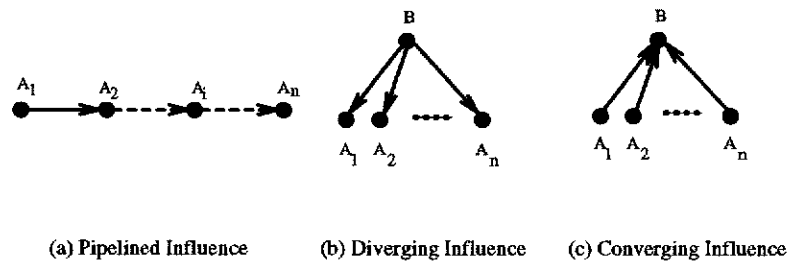 B
B
A1 A2 Ai An
A1 A2 An
A1 A2 An
(a) Pipelined Influence (b) Diverging Influence (c) Converging Influence